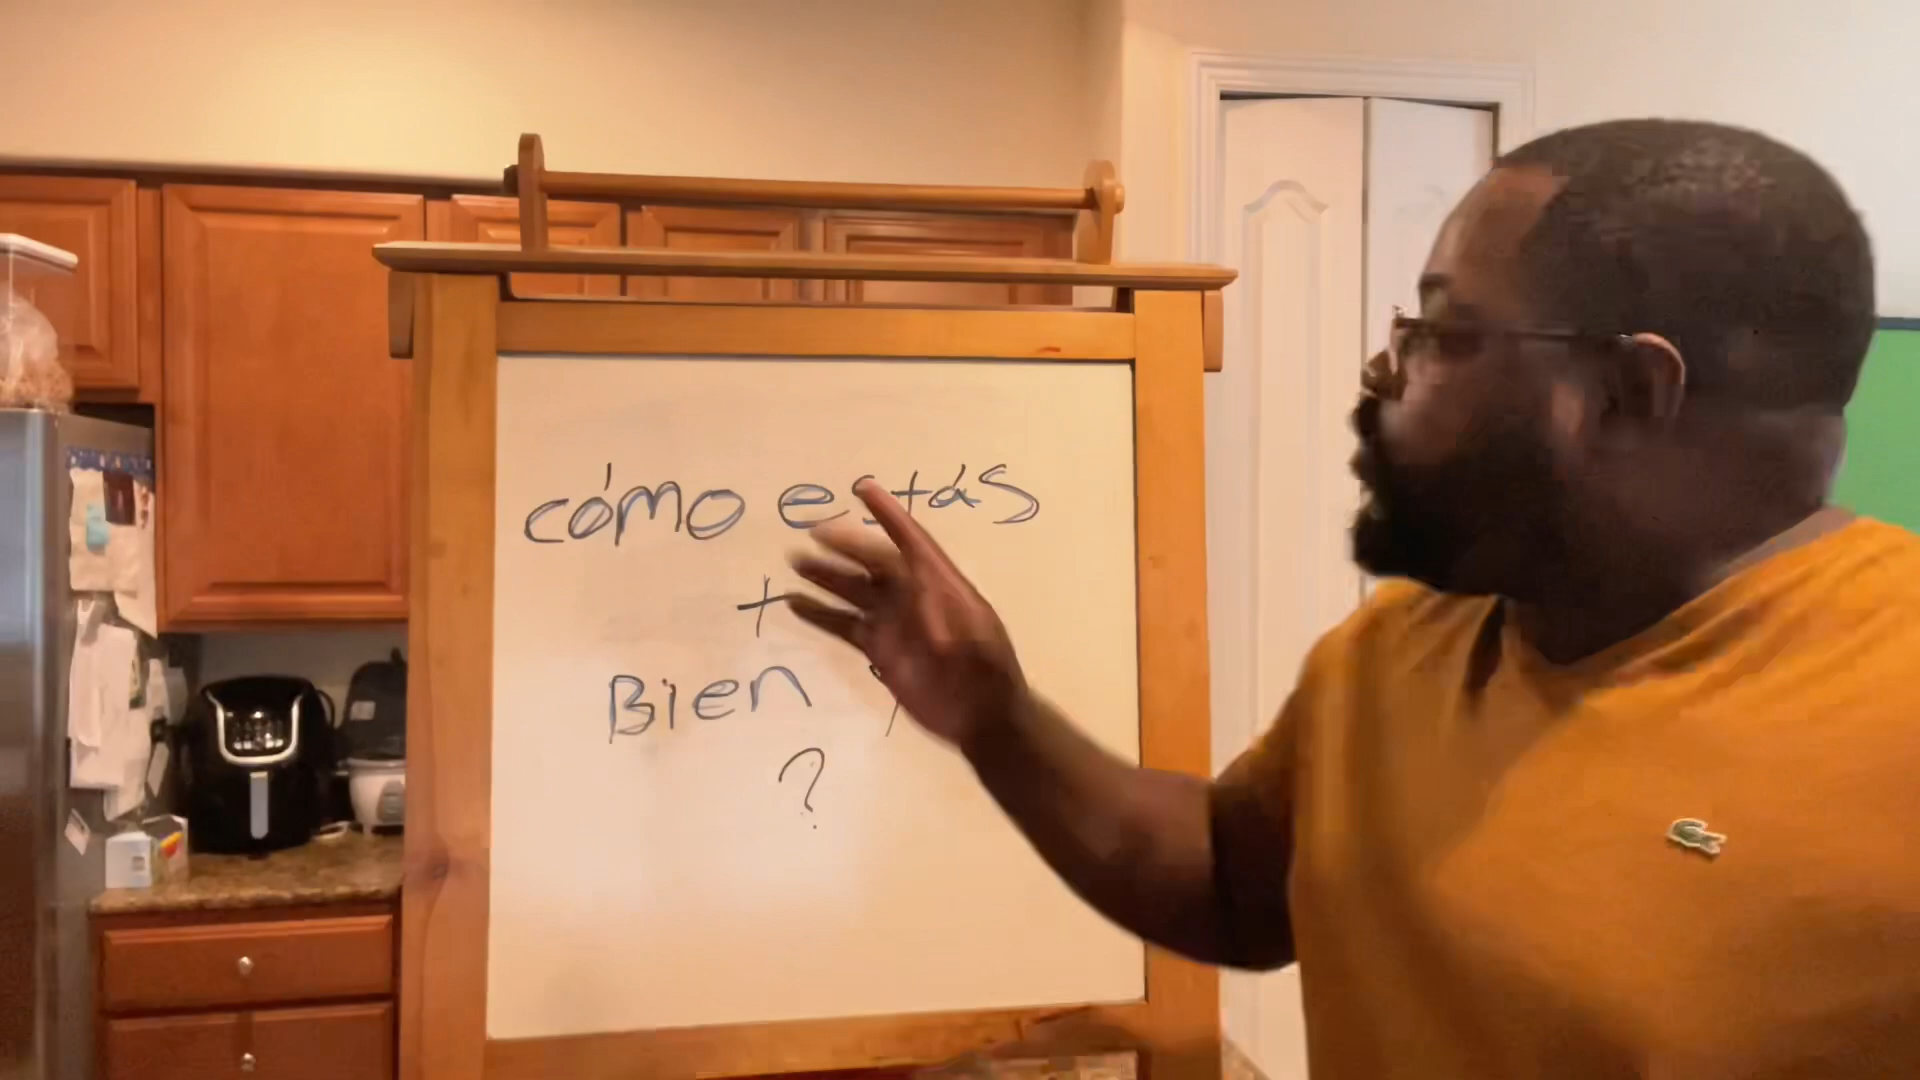 cómo estás
+
Bien
?